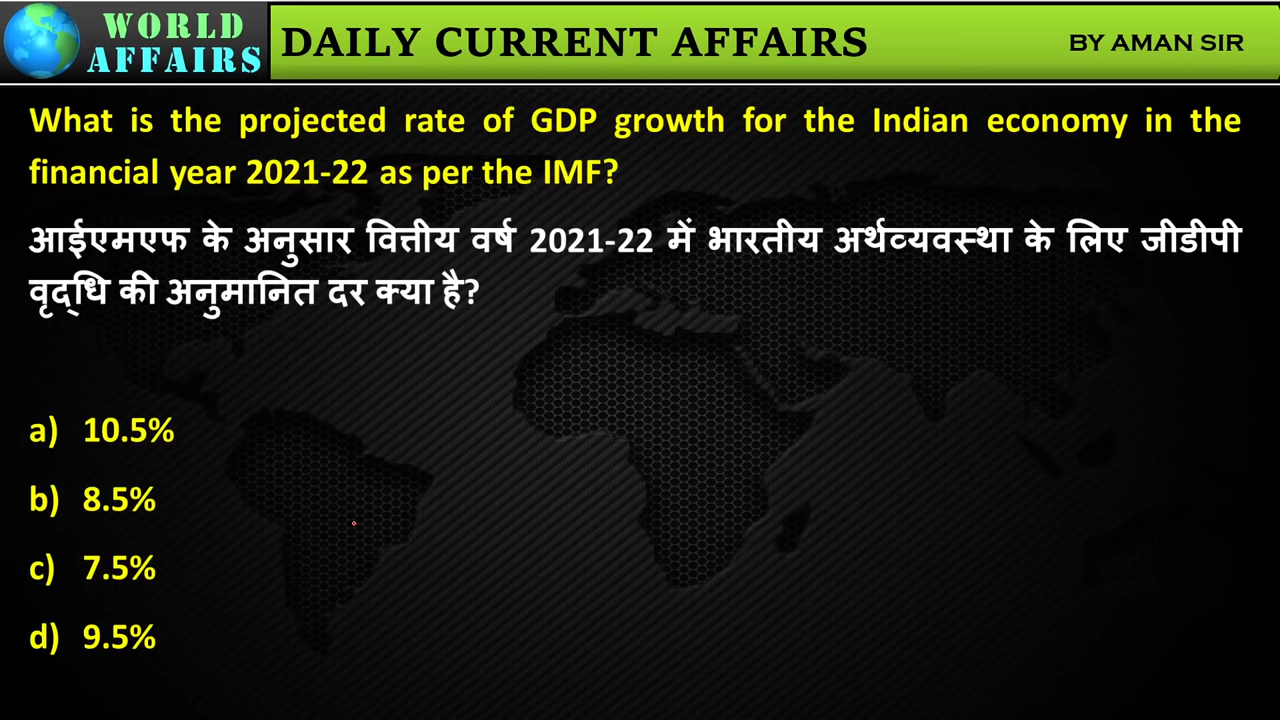 WORLD
AFFAIRS
DAILY CURRENT AFFAIRS
BY AMAN SIR
What is the projected rate of GDP growth for the Indian economy in the
financial year 2021-22 as per the IMF?
आईएमएफ के अनुसार वित्तीय वर्ष 2021-22 में भारतीय अर्थव्यवस्था के लिए जीडीपी
वृद्धि की अनुमानित दर क्या है?
a) 10.5%
b) 8.5%
c) 7.5%
d) 9.5%